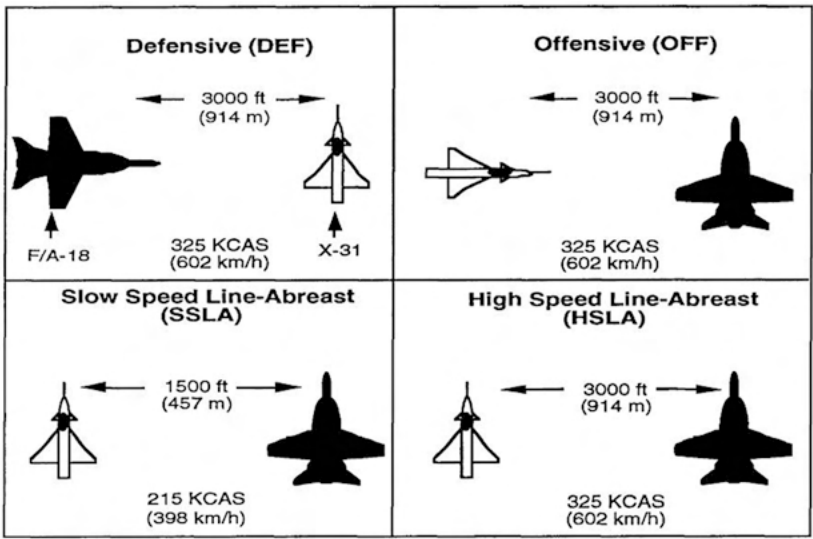 Defensive (DEF)
3000 ft
(914 m)
F/A-18
325 KCAS
(602 km/h)
X-31
Offensive (OFF)
3000 ft
(914 m)
325 KCAS
(602 km/h)
Slow Speed Line-Abreast
(SSLA)
1500 ft
(457 m)
215 KCAS
(398 km/h)
High Speed Line-Abreast
(HSLA)
3000 ft
(914 m)
325 KCAS
(602 km/h)